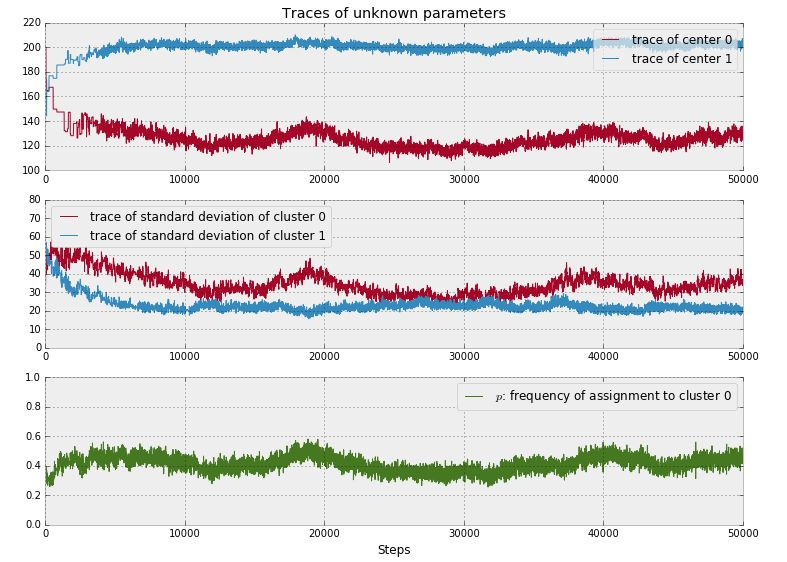 Traces of unknown parameters
220
200
180
160
140
120
100
trace of center 0
trace of center 1
0 10000 20000 30000 40000 50000
80
70
60
50
40
30
20
10
0
trace of standard deviation of cluster 0
trace of standard deviation of cluster 1
0 10000 20000 30000 40000 50000
1.0
0.8
0.6
0.4
0.2
0.0
p: frequency of assignment to cluster 0
0 10000 20000 30000 40000 50000
Steps